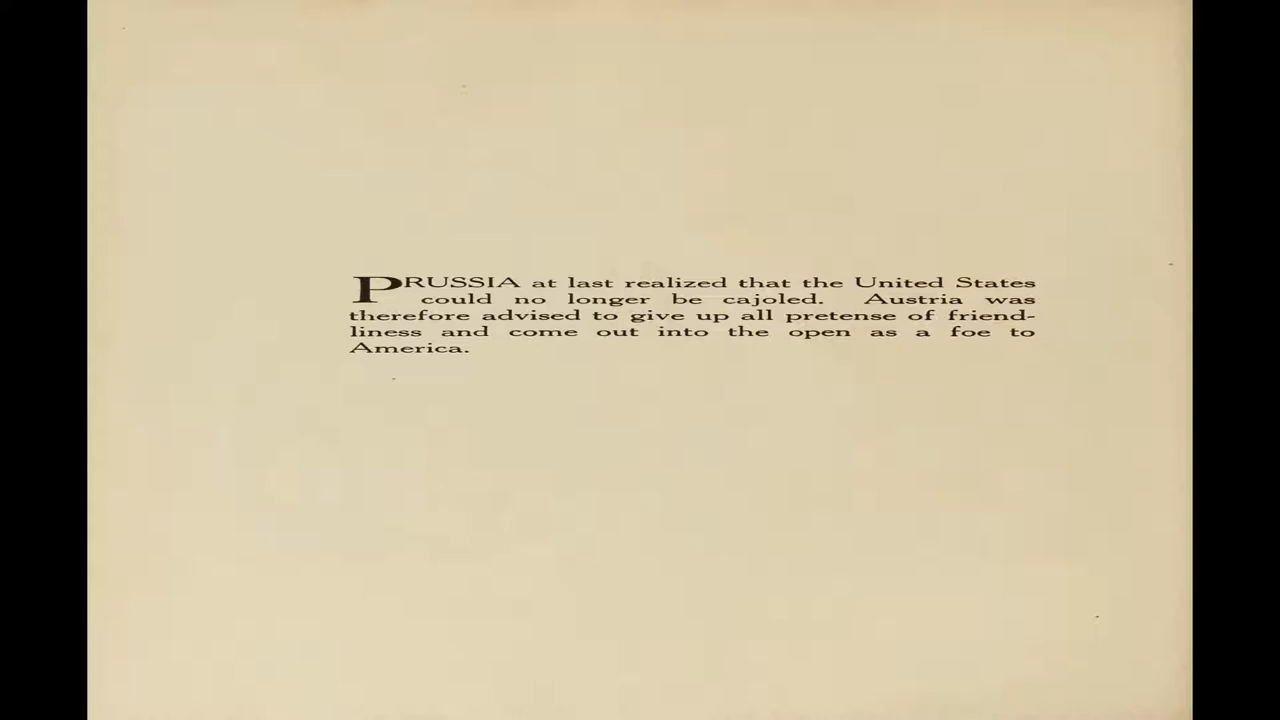 PRUSSIA at last realized that the United States
could no longer be cajoled. Austria was
therefore advised to give up all pretense of friend-
liness and come out into the open as a foe to
America.